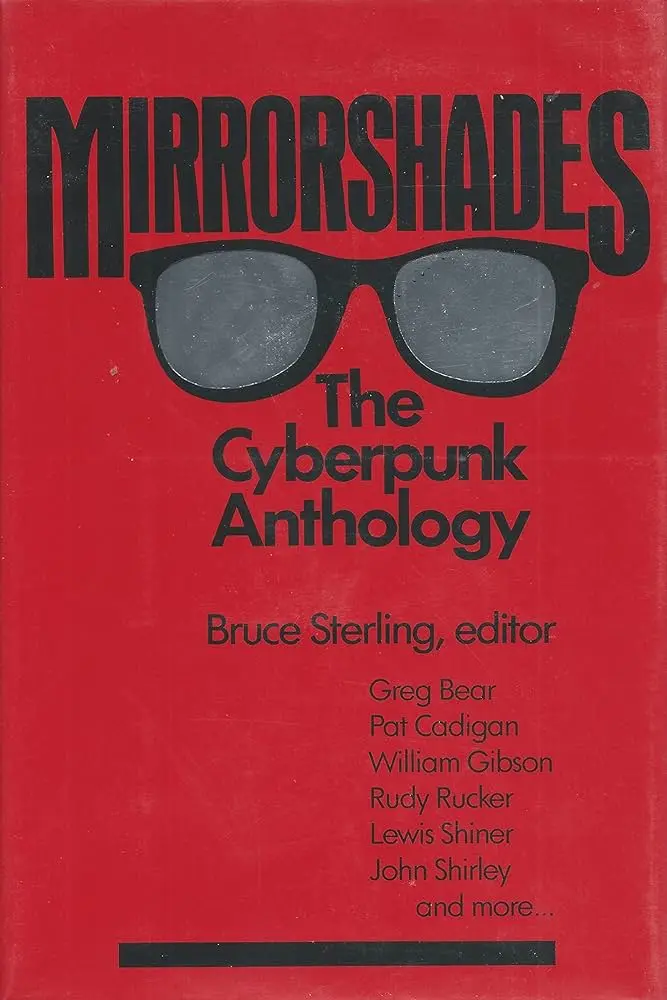 MIRRORSHADES
The
Cyberpunk
Anthology
Bruce Sterling, editor
Greg Bear
Pat Cadigan
William Gibson
Rudy Rucker
Lewis Shiner
John Shirley
and more...